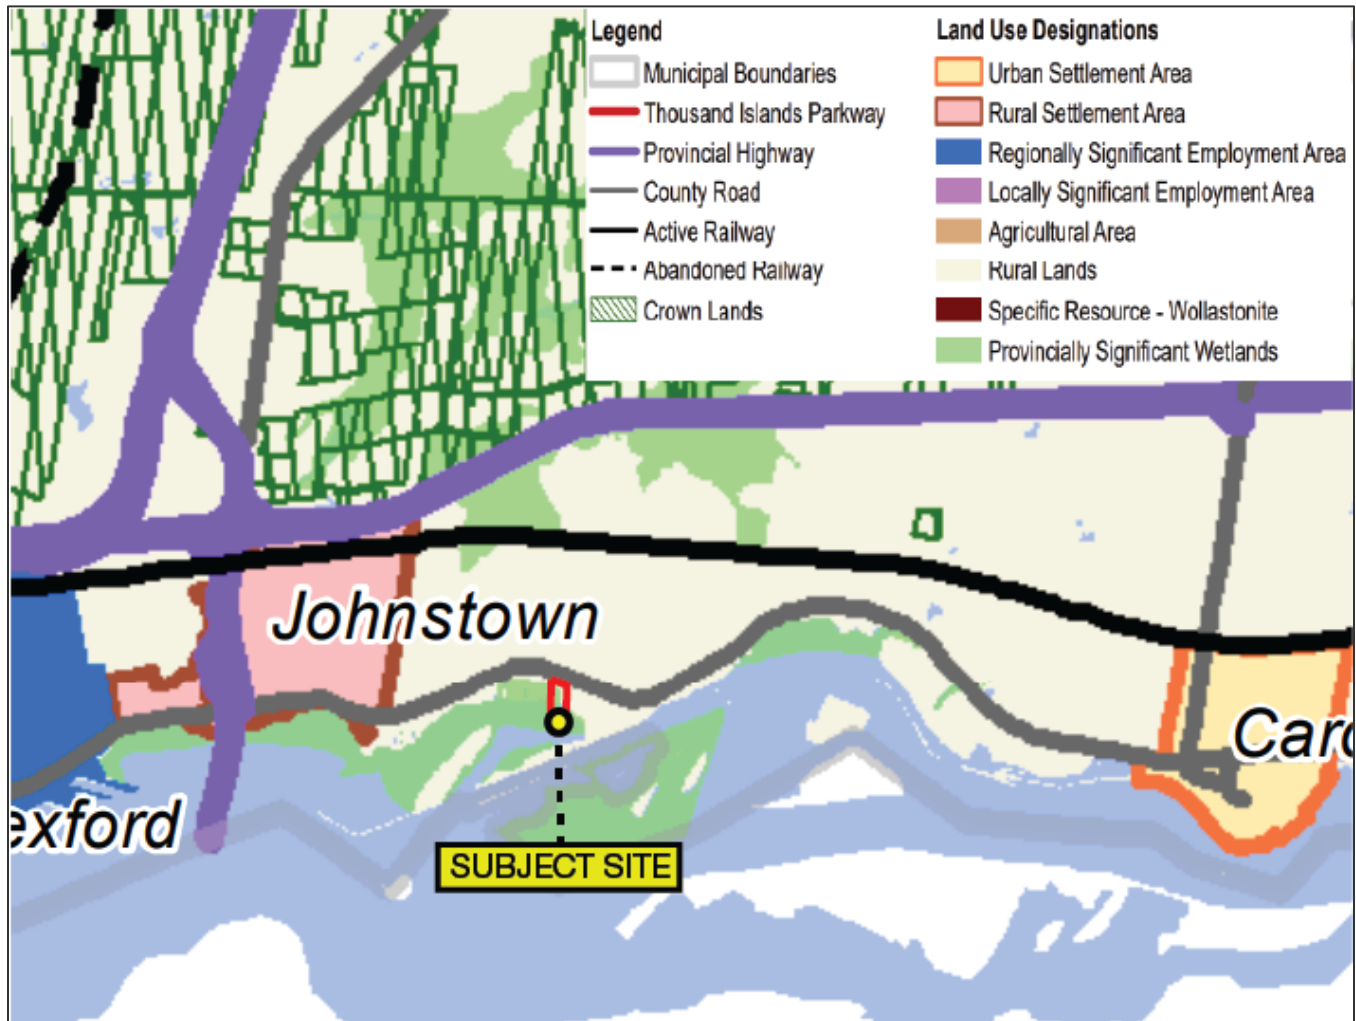 Legend
Municipal Boundaries
Thousand Islands Parkway
Provincial Highway
County Road
Active Railway
Abandoned Railway
Crown Lands
Land Use Designations
Urban Settlement Area
Rural Settlement Area
Regionally Significant Employment Area
Locally Significant Employment Area
Agricultural Area
Rural Lands
Specific Resource - Wollastonite
Provincially Significant Wetlands
Johnstown
Card
exford
SUBJECT SITE